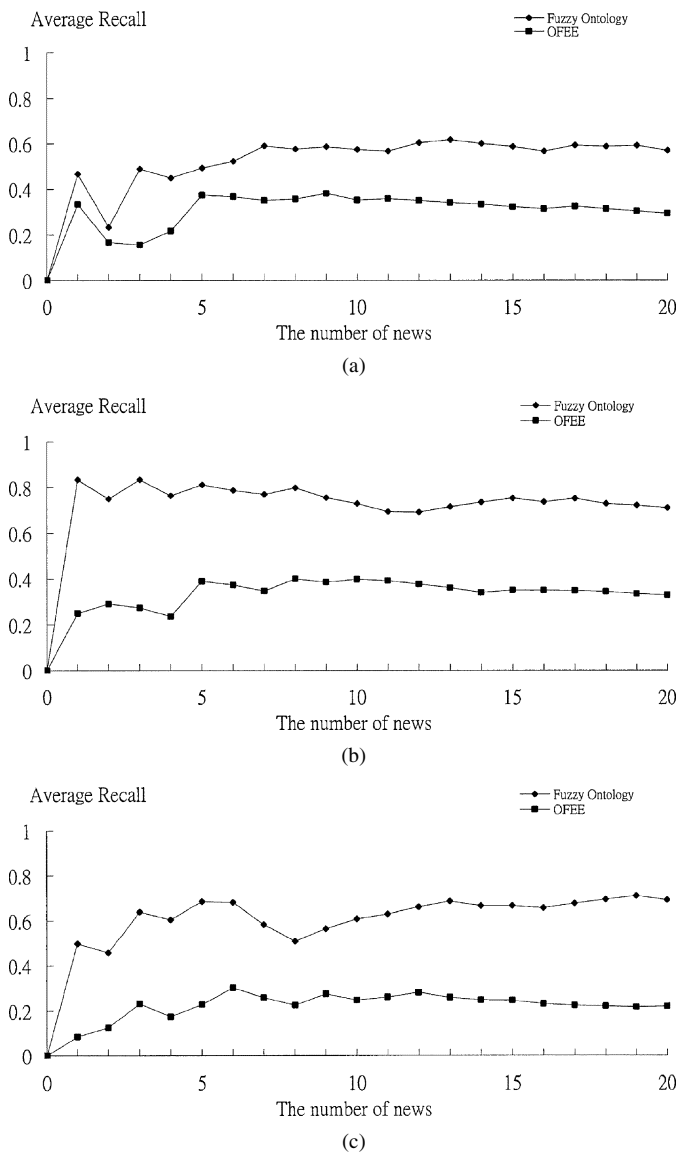 Average Recall
Fuzzy Ontology
OFEE
1
0.8
0.6
0.4
0.2
0
0 5 10 15 20
The number of news
(a)
Average Recall
Fuzzy Ontology
OFEE
1
0.8
0.6
0.4
0.2
0
0 5 10 15 20
The number of news
(b)
Average Recall
Fuzzy Ontology
OFEE
1
0.8
0.6
0.4
0.2
0
0 5 10 15 20
The number of news
(c)